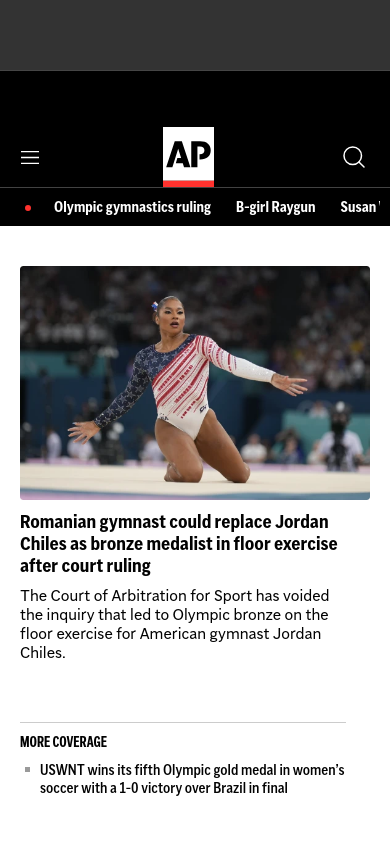 AP
Olympic gymnastics ruling B-girl Raygun Susan
Romanian gymnast could replace Jordan
Chiles as bronze medalist in floor exercise
after court ruling
The Court of Arbitration for Sport has voided
the inquiry that led to Olympic bronze on the
floor exercise for American gymnast Jordan
Chiles.
MORE COVERAGE
USWNT wins its fifth Olympic gold medal in women’s
soccer with a 1-0 victory over Brazil in final